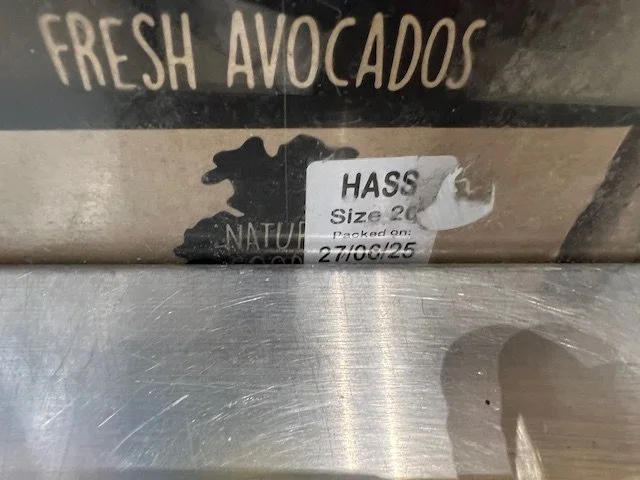 FRESH AVOCADOS
HASS
Size 20
Packed on:
27/06/25